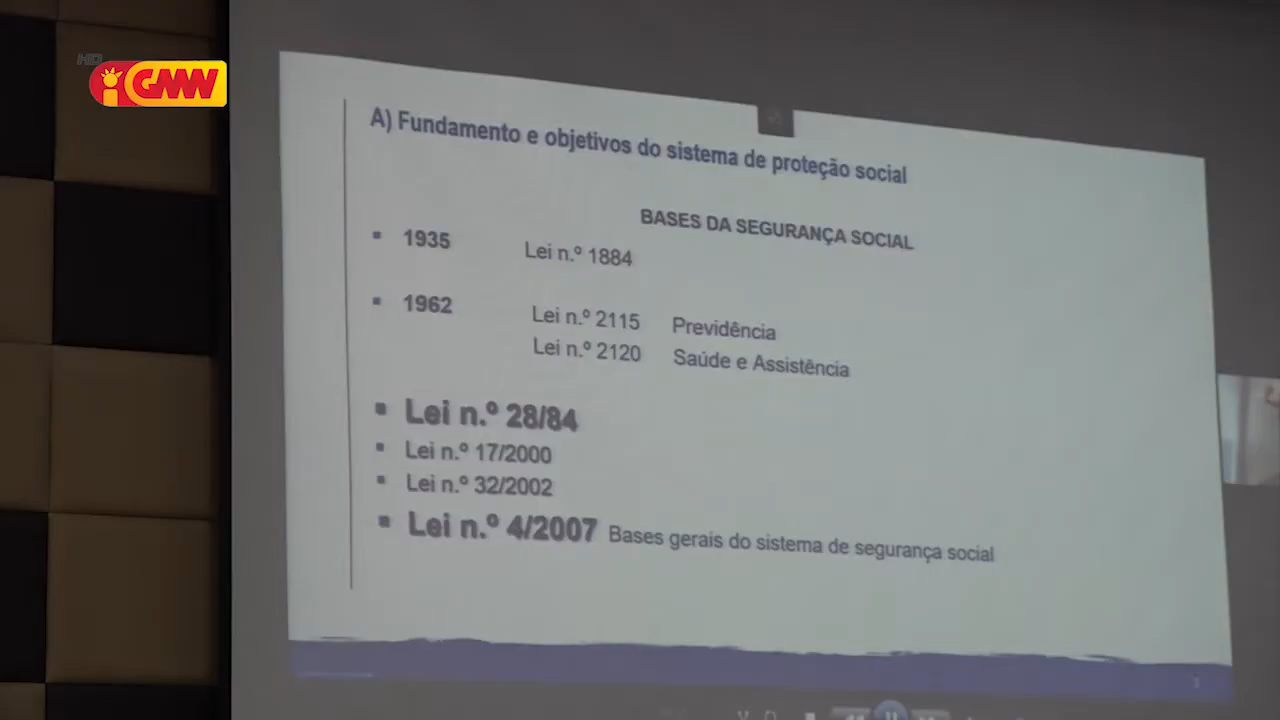 HD
GMN
A) Fundamento e objetivos do sistema de proteção social
BASES DA SEGURANÇA SOCIAL
▪ 1935 Lei n.º 1884
▪ 1962 Lei n.º 2115 Previdência
Lei n.º 2120 Saúde e Assistência
▪ Lei n.º 28/84
▪ Lei n.º 17/2000
▪ Lei n.º 32/2002
▪ Lei n.º 4/2007 Bases gerais do sistema de segurança social